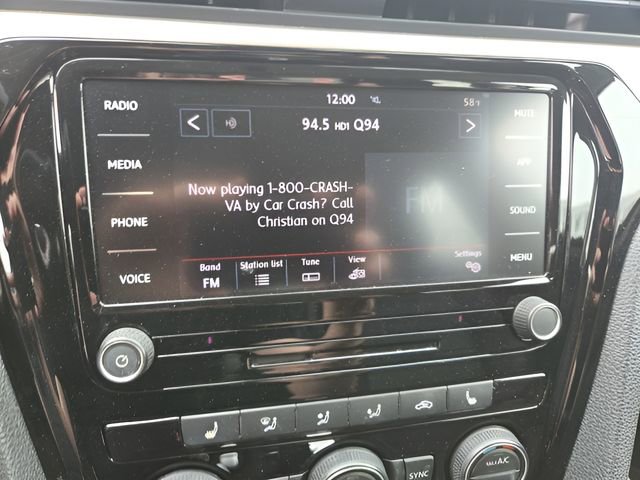 RADIO
12:00
58°F
MUTE
94.5 HD1 Q94
MEDIA
APP
Now playing 1-800-CRASH-
VA by Car Crash? Call
Christian on Q94
FM
PHONE
SOUND
VOICE
Band
FM
Station list
Tune
View
Settings
MENU
SYNC
A/C